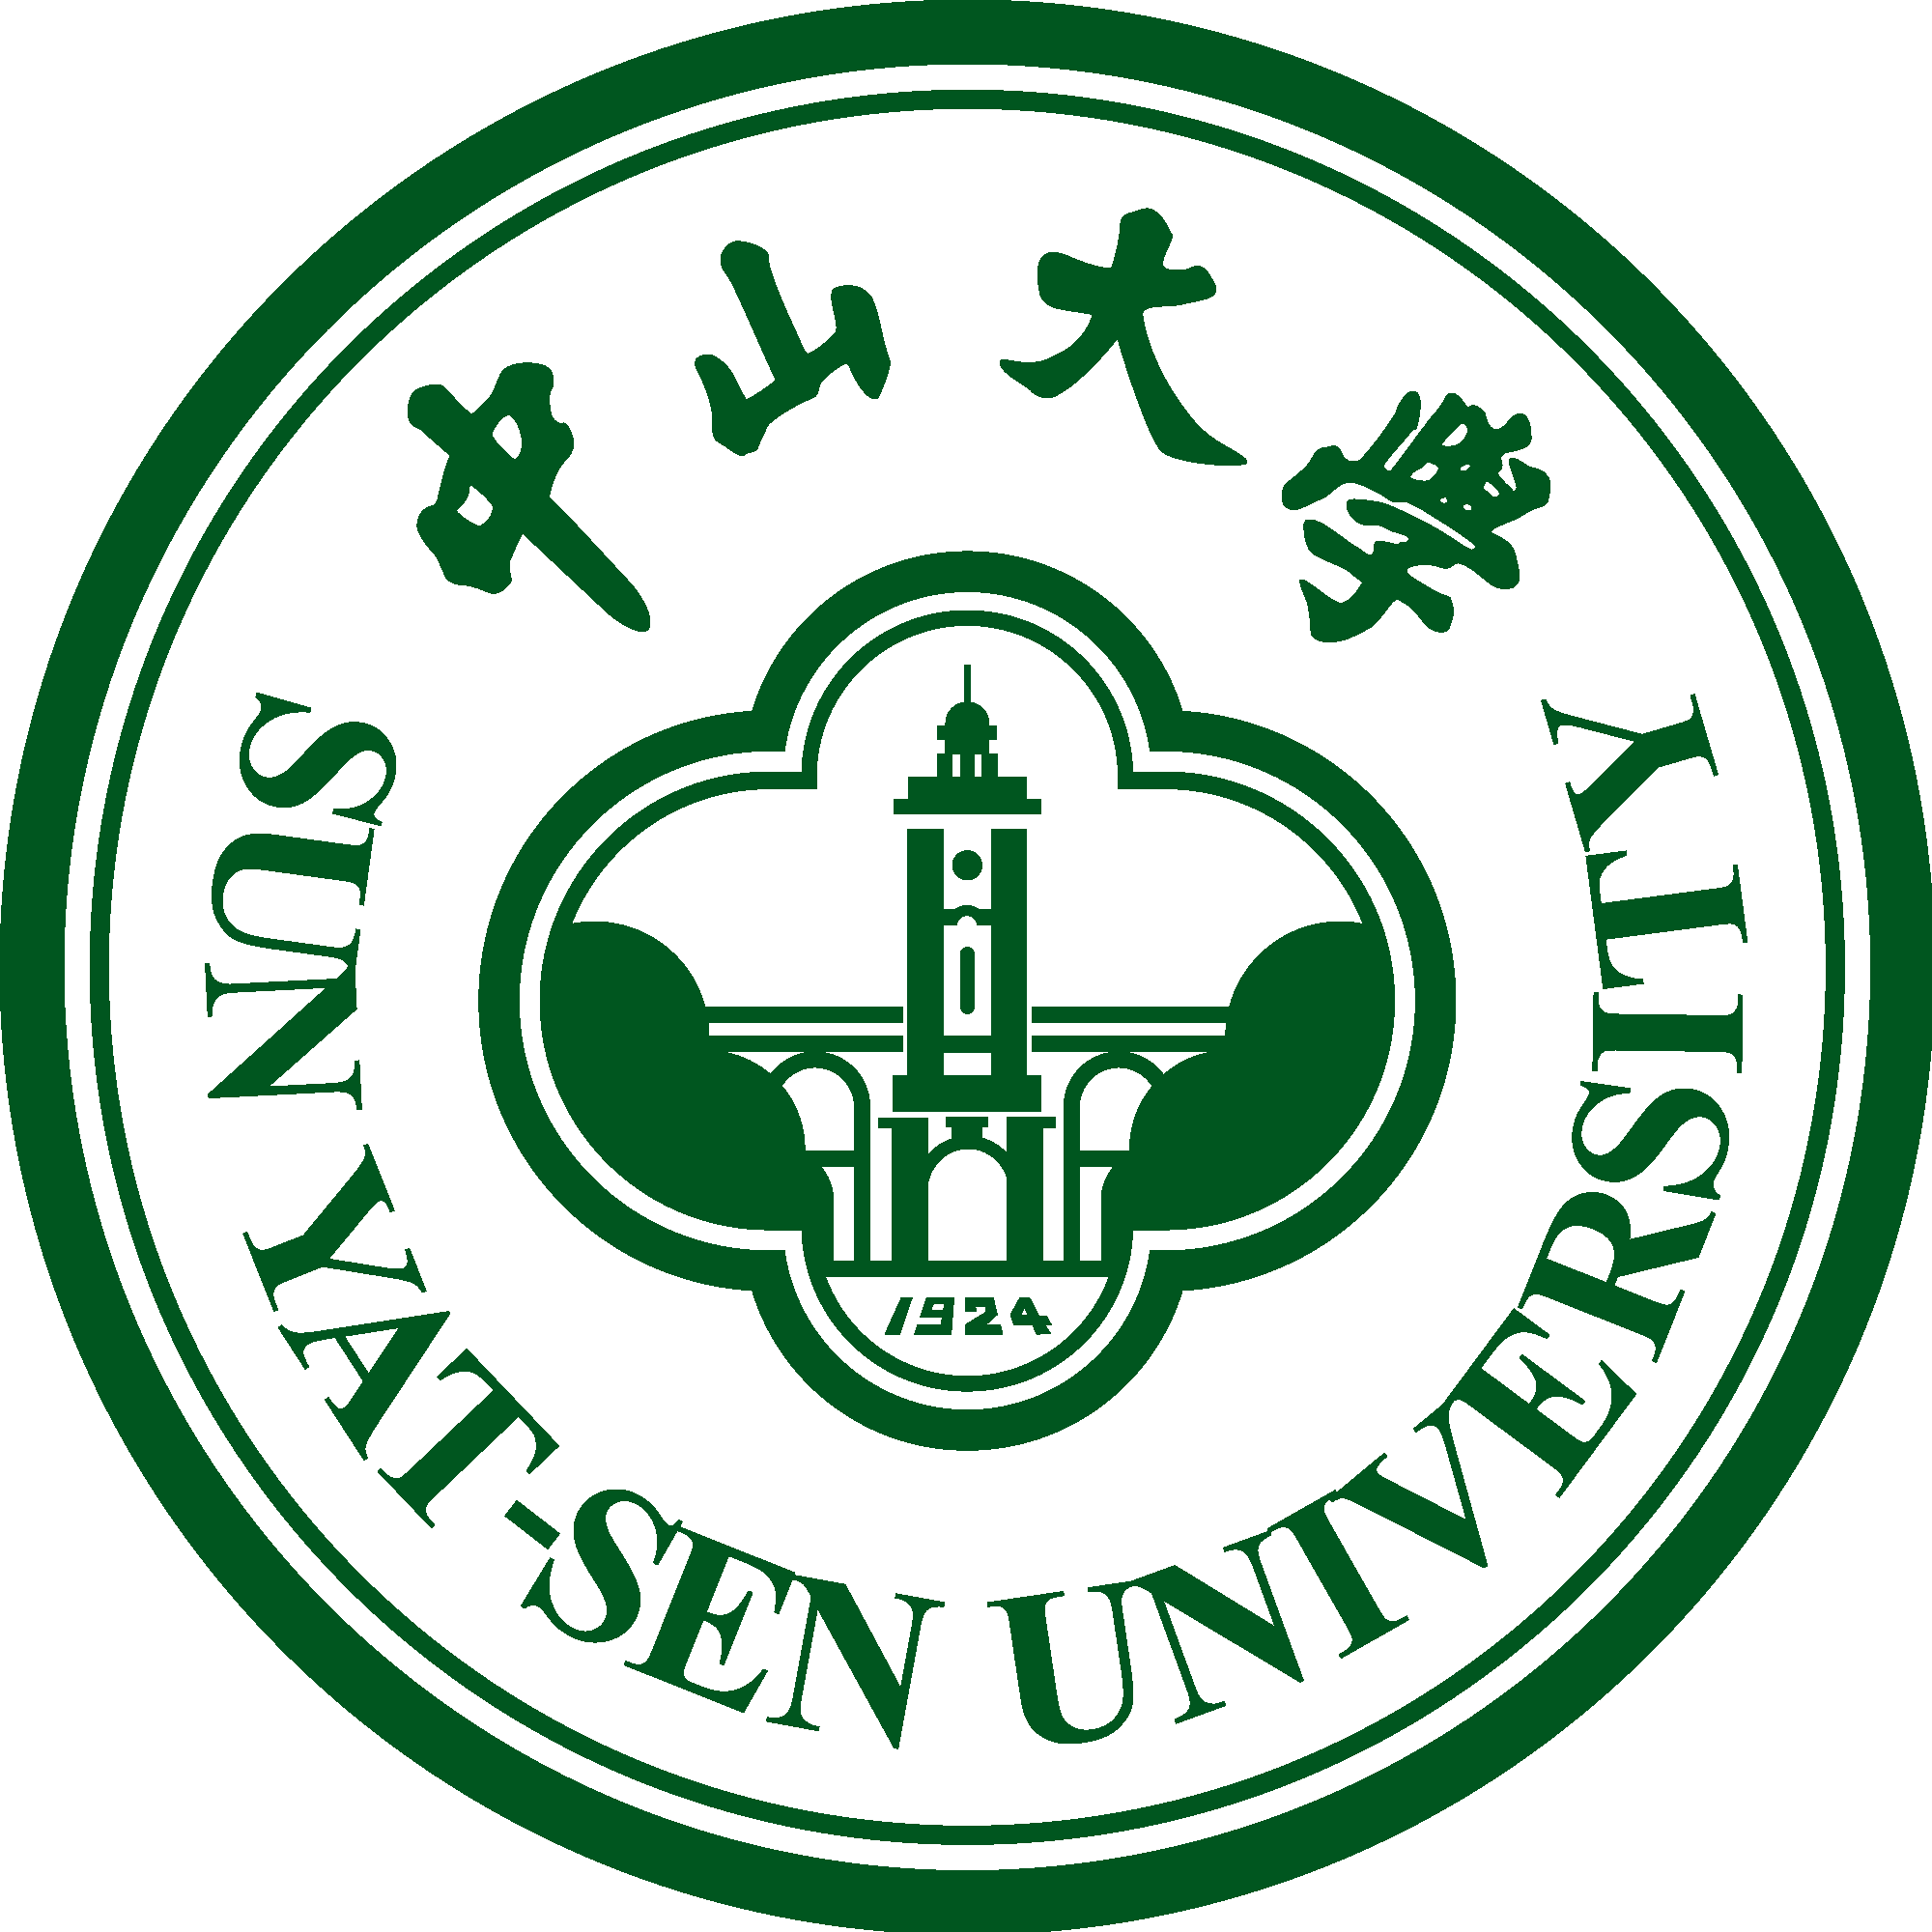 中山大學
SUN YAT-SEN UNIVERSITY
1924